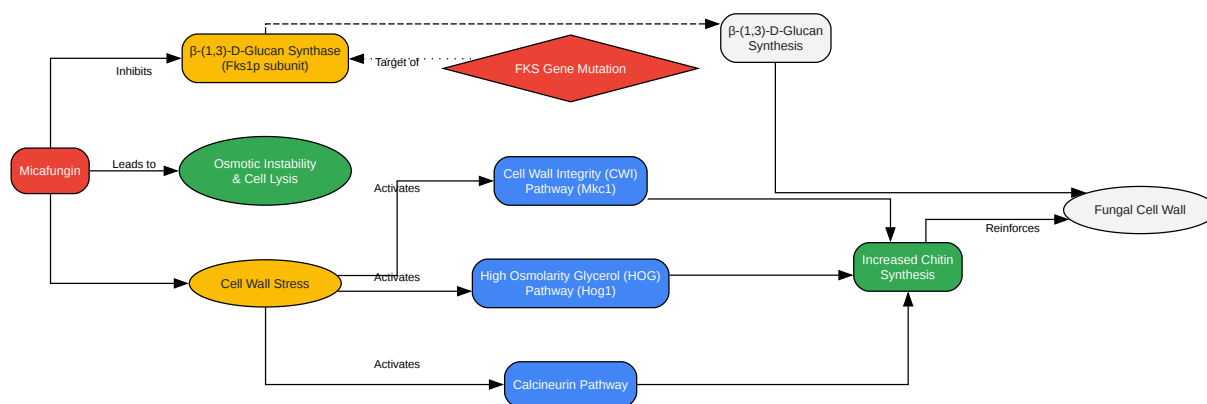 β-(1,3)-D-Glucan Synthase
(Fks1p subunit)
β-(1,3)-D-Glucan
Synthesis
Inhibits
Target of
FKS Gene Mutation
Micafungin
Leads to
Osmotic Instability
& Cell Lysis
Activates
Cell Wall Integrity (CWI)
Pathway (Mkc1)
Fungal Cell Wall
Reinforces
Cell Wall Stress
Activates
High Osmolarity Glycerol (HOG)
Pathway (Hog1)
Increased Chitin
Synthesis
Activates
Calcineurin Pathway